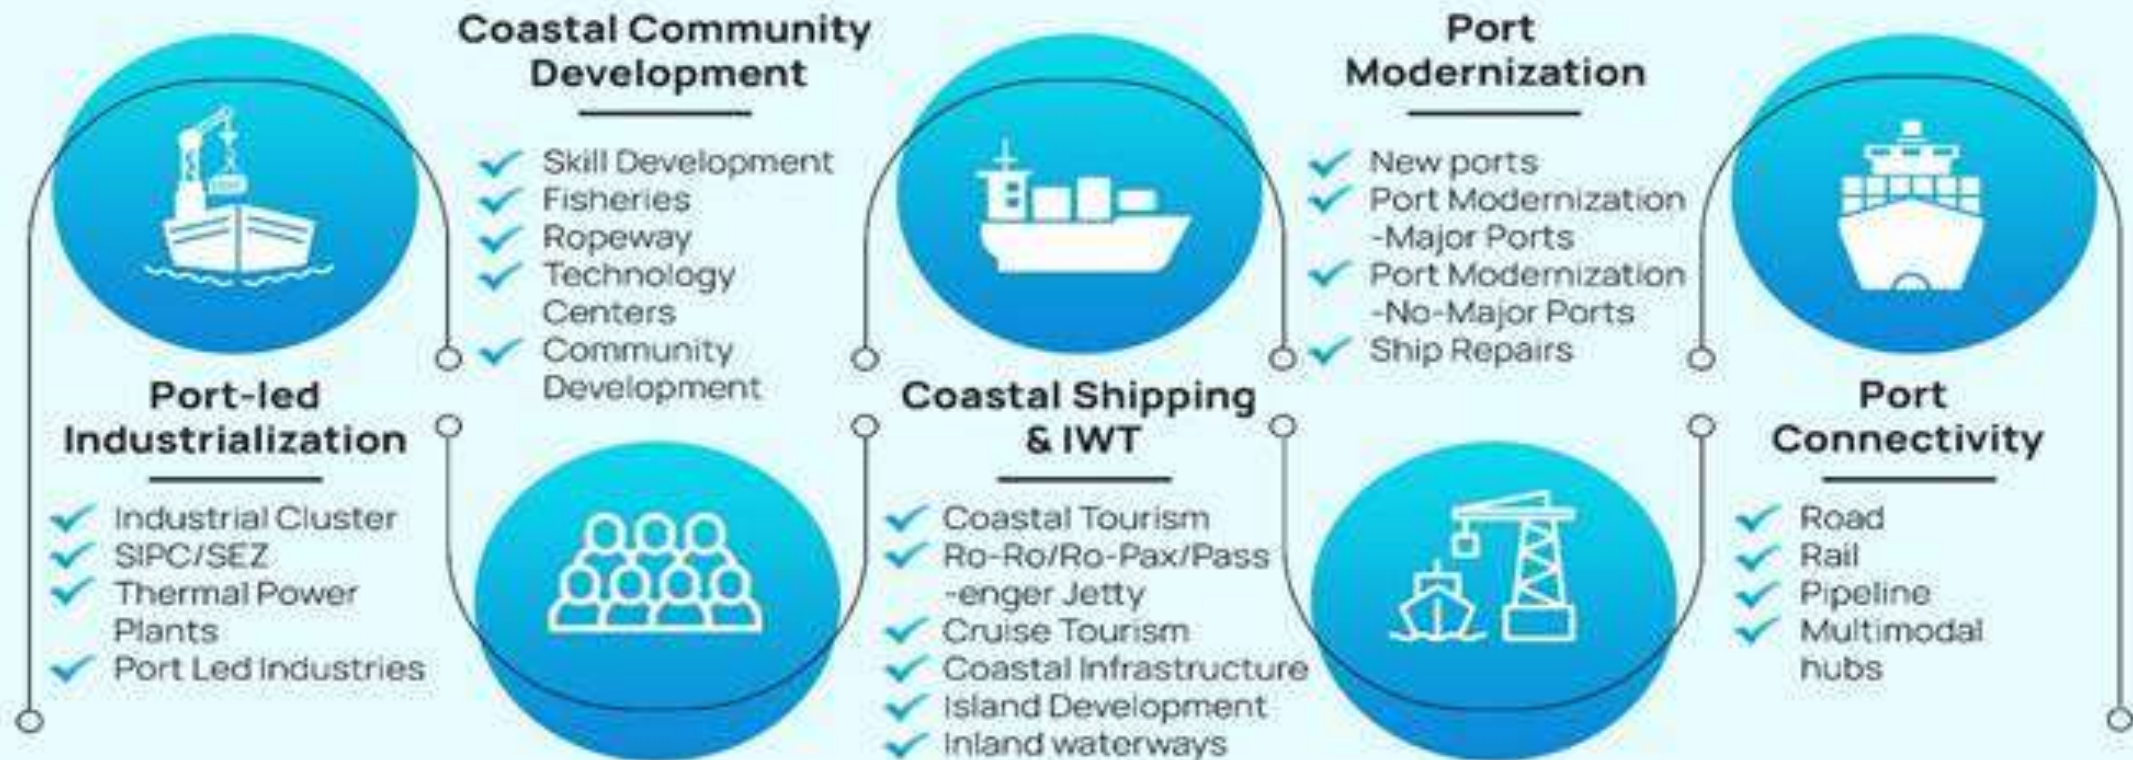 Port-led
Industrialization
Industrial Cluster
SIPC/SEZ
Thermal Power
Plants
Port Led Industries
Coastal Community
Development
Skill Development
Fisheries
Ropeway
Technology
Centers
Community
Development
Coastal Shipping
& IWT
Coastal Tourism
Ro-Ro/Ro-Pax/Pass
-enger Jetty
Cruise Tourism
Coastal Infrastructure
Island Development
Inland waterways
Port
Modernization
New ports
Port Modernization
-Major Ports
Port Modernization
-No-Major Ports
Ship Repairs
Port
Connectivity
Road
Rail
Pipeline
Multimodal
hubs